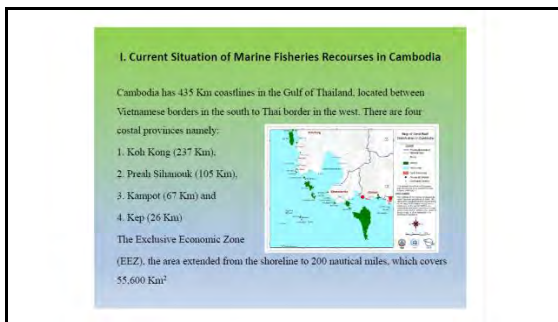 I. Current Situation of Marine Fisheries Recourses in Cambodia
Cambodia has 435 Km coastlines in the Gulf of Thailand, located between
Vietnamese borders in the south to Thai border in the west. There are four
costal provinces namely:
1. Koh Kong (237 Km),
2. Preah Sihanouk (105 Km),
3. Kampot (67 Km) and
4. Kep (26 Km)
The Exclusive Economic Zone
(EEZ), the area extended from the shoreline to 200 nautical miles, which covers
55,600 Km²